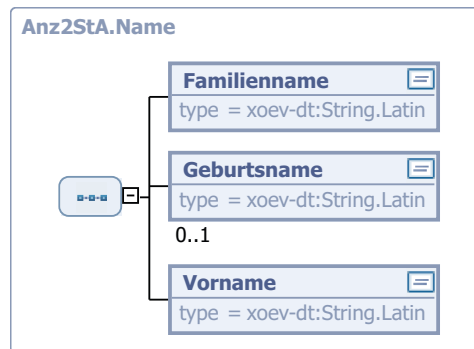 Anz2StA.Name
Familienname
type = xoev-dt:String.Latin
Geburtsname
type = xoev-dt:String.Latin
0..1
Vorname
type = xoev-dt:String.Latin